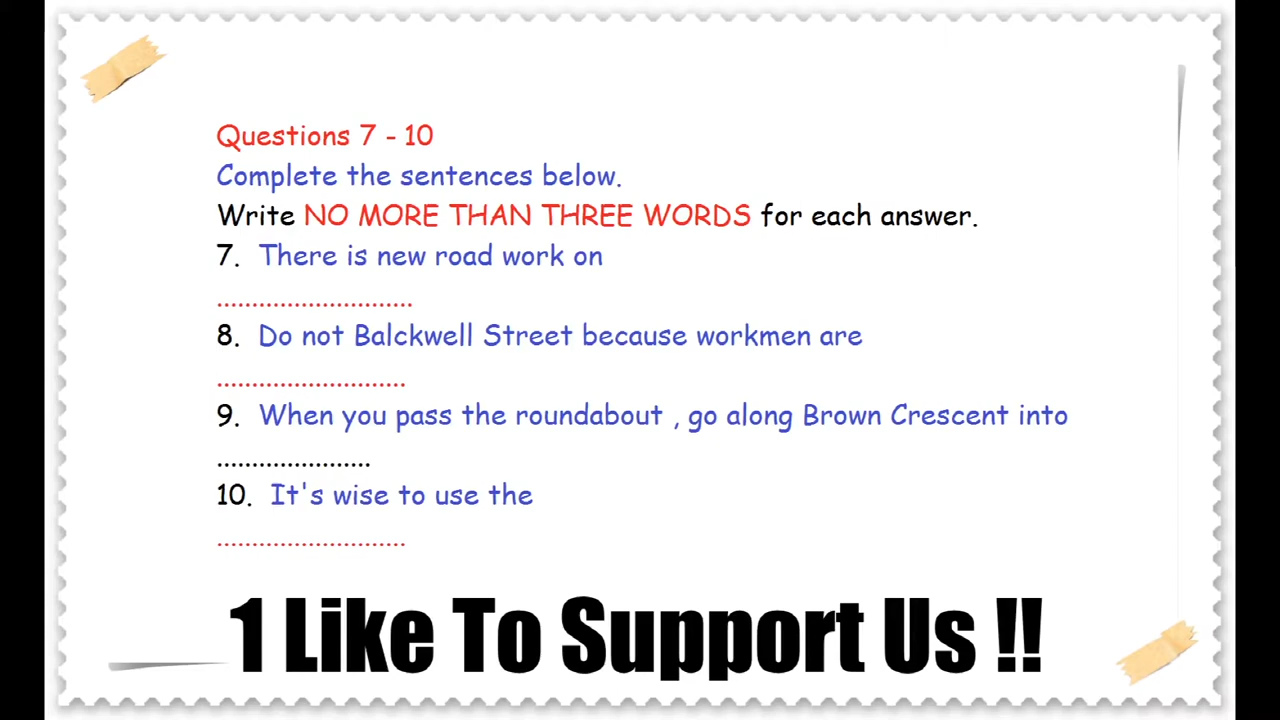 Questions 7 - 10
Complete the sentences below.
Write NO MORE THAN THREE WORDS for each answer.
7. There is new road work on
............................
8. Do not Balckwell Street because workmen are
...........................
9. When you pass the roundabout , go along Brown Crescent into
......................
10. It's wise to use the
...........................
1 Like To Support Us !!